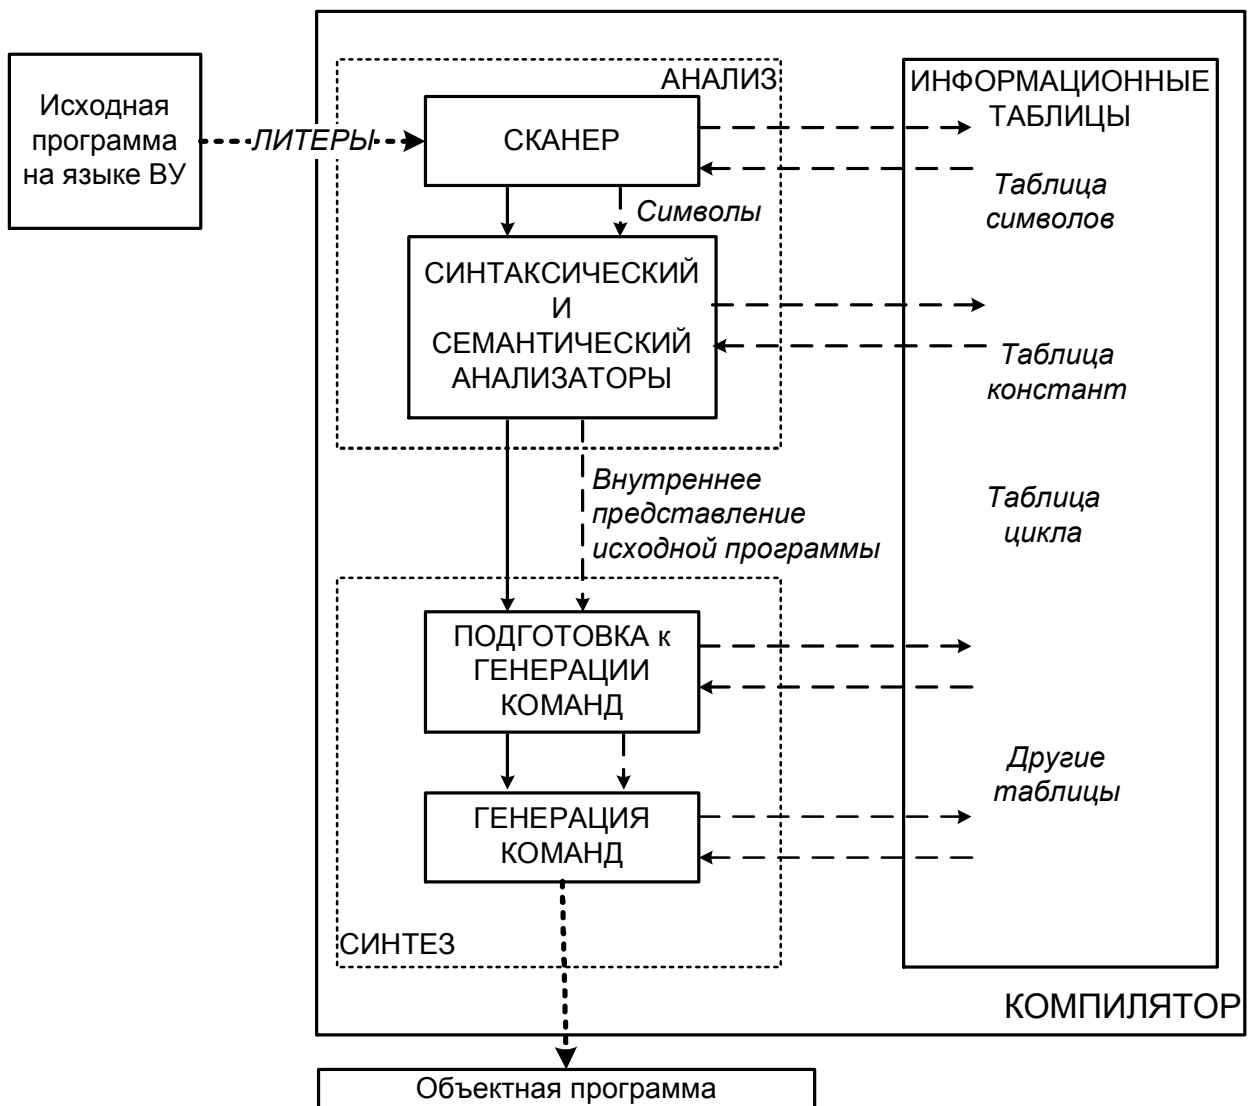 АНАЛИЗ
Исходная
программа
на языке ВУ
ЛИТЕРЫ
СКАНЕР
ИНФОРМАЦИОННЫЕ
ТАБЛИЦЫ
Символы
Таблица
символов
СИНТАКСИЧЕСКИЙ
И
СЕМАНТИЧЕСКИЙ
АНАЛИЗАТОРЫ
Таблица
констант
Внутреннее
представление
исходной программы
Таблица
цикла
ПОДГОТОВКА к
ГЕНЕРАЦИИ
КОМАНД
Другие
таблицы
ГЕНЕРАЦИЯ
КОМАНД
СИНТЕЗ
КОМПИЛЯТОР
Объектная программа